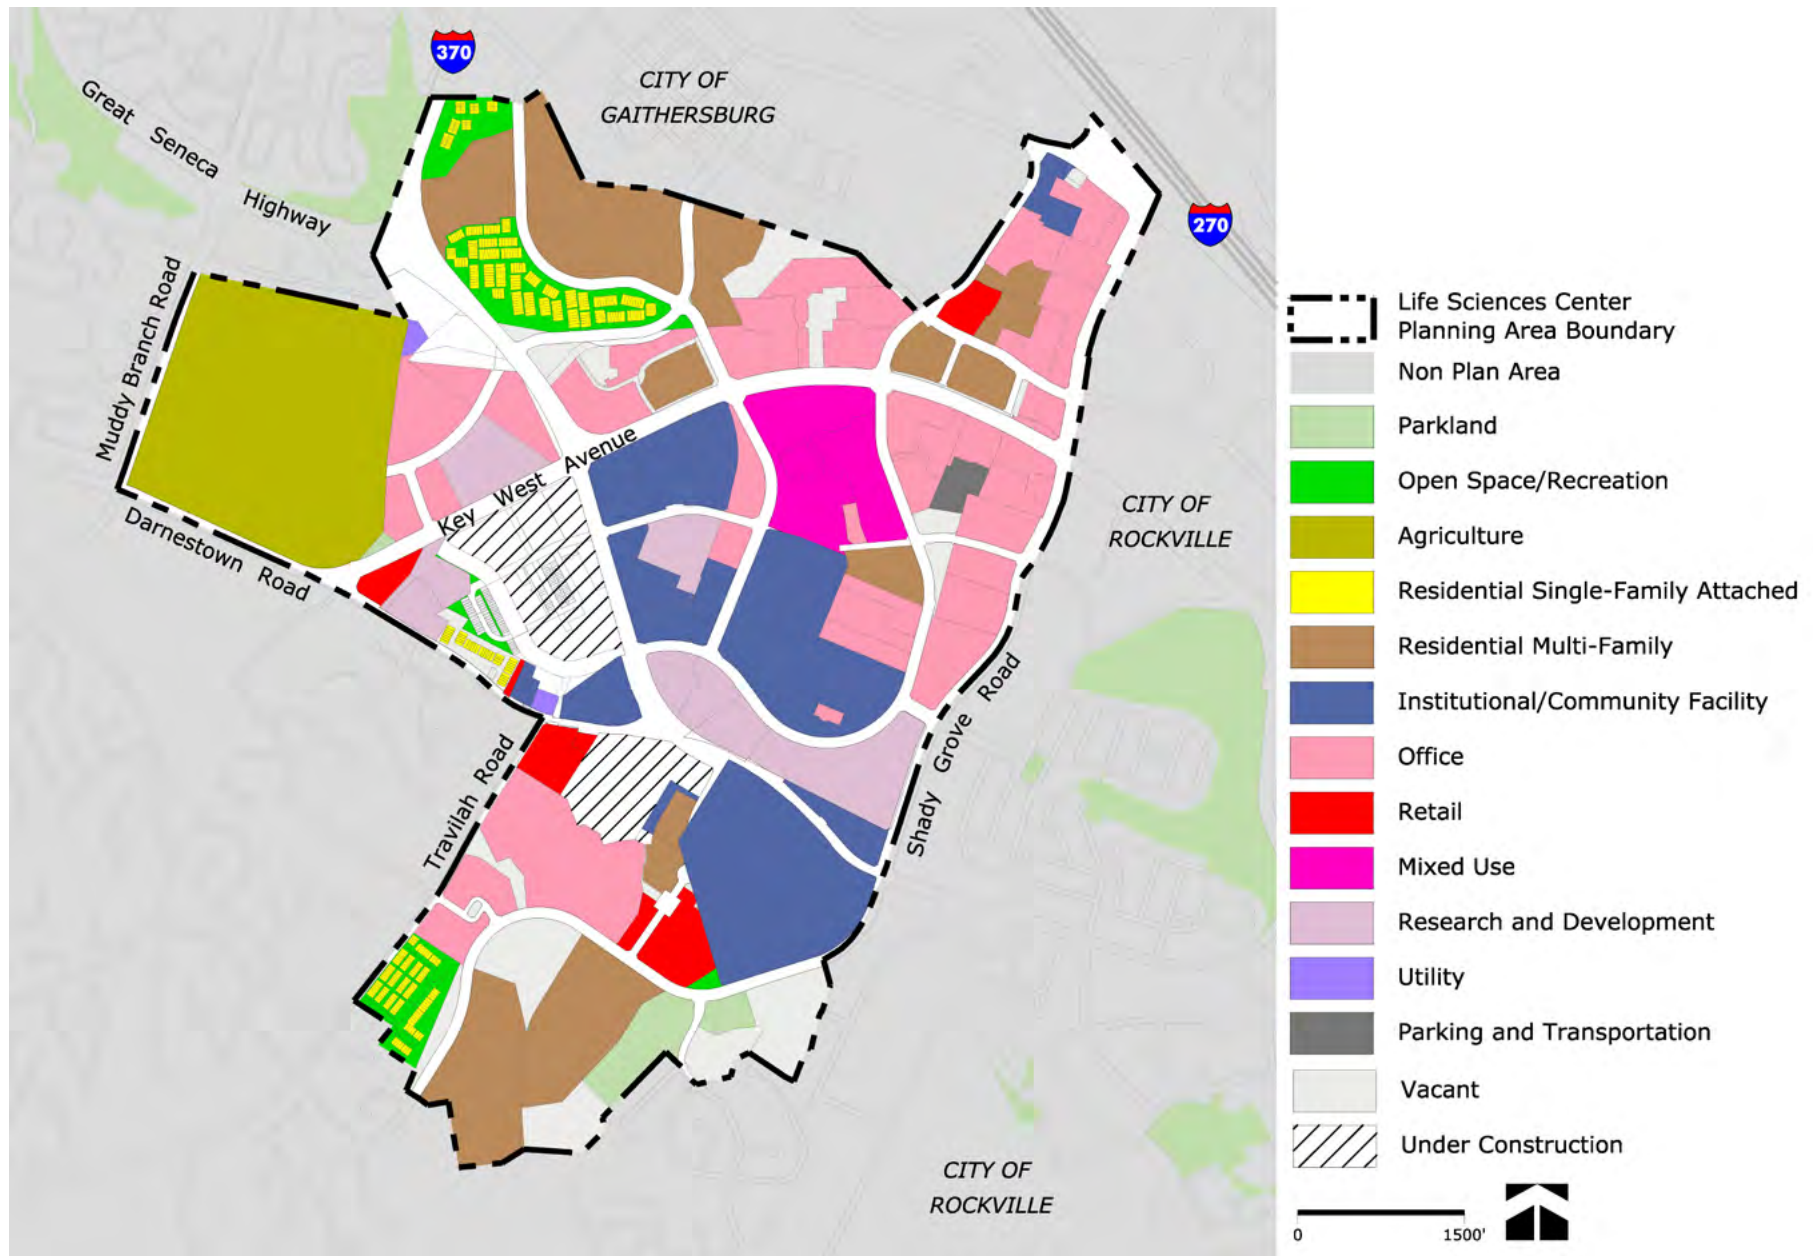 370
CITY OF
GAITHERSBURG
Great Seneca
Highway
270
Muddy Branch Road
Key West Avenue
CITY OF
ROCKVILLE
Darnestown Road
Shady Grove Road
Travilah Road
CITY OF
ROCKVILLE
Life Sciences Center
Planning Area Boundary
Non Plan Area
Parkland
Open Space/Recreation
Agriculture
Residential Single-Family Attached
Residential Multi-Family
Institutional/Community Facility
Office
Retail
Mixed Use
Research and Development
Utility
Parking and Transportation
Vacant
Under Construction
0 1500'